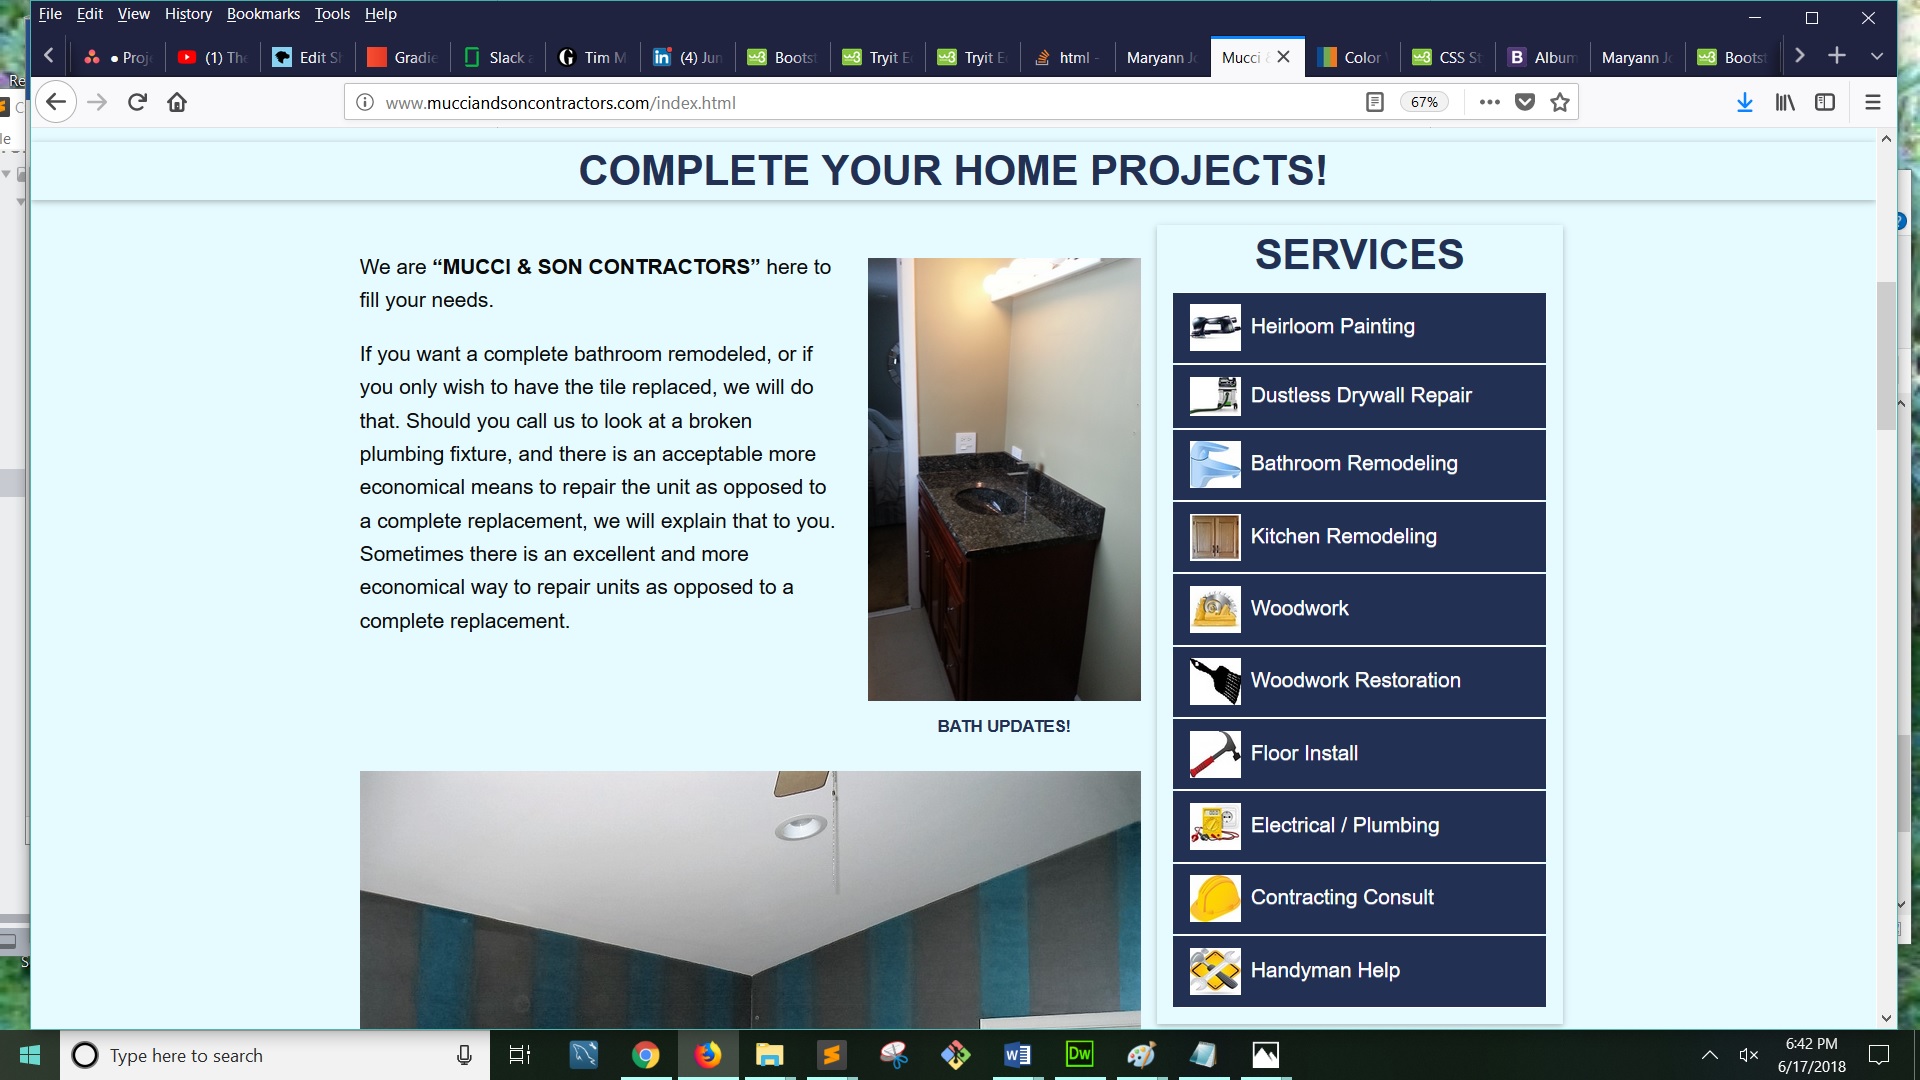 File Edit View History Bookmarks Tools Help
Proje (1) The Edit S Gradie Slack Tim M (4) Jun Bootst Tryit E Tryit E html - Maryann Jo Mucci & Color CSS St Album Maryann Jo Bootst
www.mucciandsoncontractors.com/index.html 67%
COMPLETE YOUR HOME PROJECTS!
We are “MUCCI & SON CONTRACTORS” here to
fill your needs.
If you want a complete bathroom remodeled, or if
you only wish to have the tile replaced, we will do
that. Should you call us to look at a broken
plumbing fixture, and there is an acceptable more
economical means to repair the unit as opposed to
a complete replacement, we will explain that to you.
Sometimes there is an excellent and more
economical way to repair units as opposed to a
complete replacement.
BATH UPDATES!
SERVICES
Heirloom Painting
Dustless Drywall Repair
Bathroom Remodeling
Kitchen Remodeling
Woodwork
Woodwork Restoration
Floor Install
Electrical / Plumbing
Contracting Consult
Handyman Help
Type here to search
Dw
6:42 PM
6/17/2018